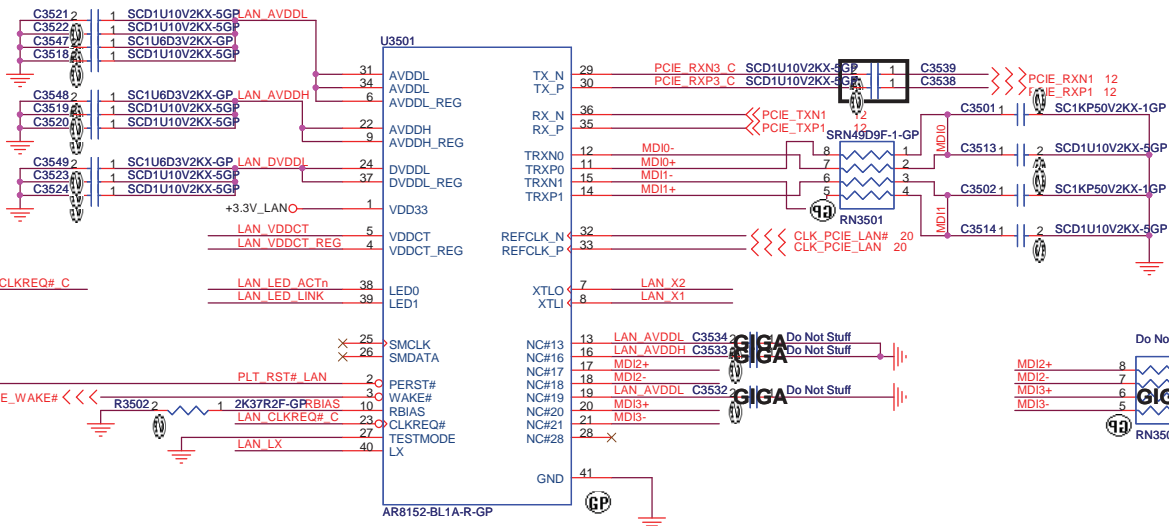 C3521 2 1 SCD1U10V2KX-5GP LAN_AVDDL
C3522 1 SCD1U10V2KX-5GP
C3547 1 SC1U6D3V2KX-GP
C3518 1 SCD1U10V2KX-5GP
C3548 2 1 SC1U6D3V2KX-GP LAN_AVDDH
C3519 1 SCD1U10V2KX-5GP
C3520 1 SCD1U10V2KX-5GP
C3549 2 1 SC1U6D3V2KX-GP LAN_DVDDL
C3523 1 SCD1U10V2KX-5GP
C3524 1 SCD1U10V2KX-5GP
+3.3V_LAN
LAN_VDDCT
LAN_VDDCT_REG
CLKREQ#_C
LAN_LED_ACTn
LAN_LED_LINK
PLT_RST#_LAN
E_WAKE#
R3502 2 1 2K37R2F-GP RBIAS
LAN_CLKREQ#_C
LAN_LX
U3501
31 AVDDL
34 AVDDL
6 AVDDL_REG
22 AVDDH
9 AVDDH_REG
24 DVDDL
37 DVDDL_REG
1 VDD33
5 VDDCT
4 VDDCT_REG
38 LED0
39 LED1
25 SMCLK
26 SMDATA
2 PERST#
3 WAKE#
10 RBIAS
23 CLKREQ#
27 TESTMODE
40 LX
TX_N 29
TX_P 30
RX_N 36
RX_P 35
TRXN0 12
TRXP0 11
TRXN1 15
TRXP1 14
REFCLK_N 32
REFCLK_P 33
XTLO 7
XTLI 8
NC#13 13
NC#16 16
NC#17 17
NC#18 18
NC#19 19
NC#20 20
NC#21 21
NC#28 28
GND 41
AR8152-BL1A-R-GP
GP
PCIE_RXN3_C SCD1U10V2KX-5GP 1 C3539
PCIE_RXP3_C SCD1U10V2KX-5GP 1 C3538
PCIE_RXN1 12
PCIE_RXP1 12
PCIE_TXN1 12
PCIE_TXP1 12
SRN49D9F-1-GP
MDI0- 8 1
MDI0+ 7 2
MDI1- 6 3
MDI1+ 5 4
RN3501
MDI0
MDI1
C3501 1 SC1KP50V2KX-1GP
C3513 1 2 SCD1U10V2KX-5GP
C3502 1 2 SC1KP50V2KX-1GP
C3514 1 2 SCD1U10V2KX-5GP
CLK_PCIE_LAN# 20
CLK_PCIE_LAN 20
LAN_X2
LAN_X1
LAN_AVDDL C3534 GIGA Do Not Stuff
LAN_AVDDH C3533 GIGA Do Not Stuff
MDI2+
MDI2-
LAN_AVDDL C3532 GIGA Do Not Stuff
MDI3+
MDI3-
Do No
MDI2+ 8
MDI2- 7
MDI3+ 6
MDI3- 5
GIG
RN350